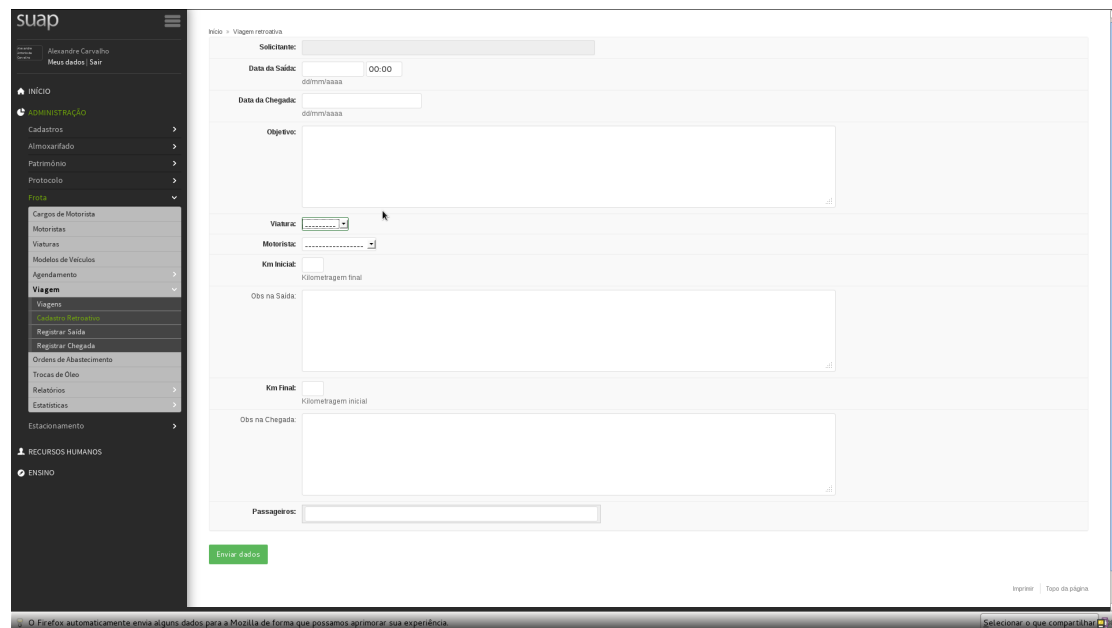 suap
Alexandre Carvalho
Meus dados | Sair
INÍCIO
ADMINISTRAÇÃO
Cadastros
Almoxarifado
Patrimônio
Protocolo
Frota
Cargos de Motorista
Motoristas
Viaturas
Modelos de Veículos
Agendamento
Viagem
Viagens
Cadastro Retroativo
Registrar Saída
Registrar Chegada
Ordens de Abastecimento
Trocas de Óleo
Relatórios
Estatísticas
Estacionamento
RECURSOS HUMANOS
ENSINO
Início » Viagem retroativa
Solicitante:
Data da Saída: 00:00
dd/mm/aaaa
Data da Chegada:
dd/mm/aaaa
Objetivo:
Viatura: ---------
Motorista: -----------------
Km Inicial:
Kilometragem final
Obs na Saída:
Km Final:
Kilometragem inicial
Obs na Chegada:
Passageiros:
Enviar dados
Imprimir | Topo da página
O Firefox automaticamente envia alguns dados para a Mozilla de forma que possamos aprimorar sua experiência.
Selecionar o que compartilhar